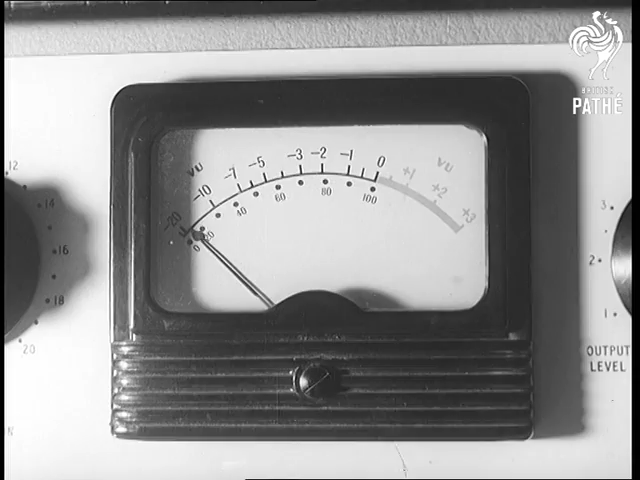 BRITISH
PATHÉ
VU
-20 -10 -7 -5 -3 -2 -1 0 +1 +2 +3
VU
0 20 40 60 80 100
12
14
16
18
20
N
3
2
1
OUTPUT
LEVEL